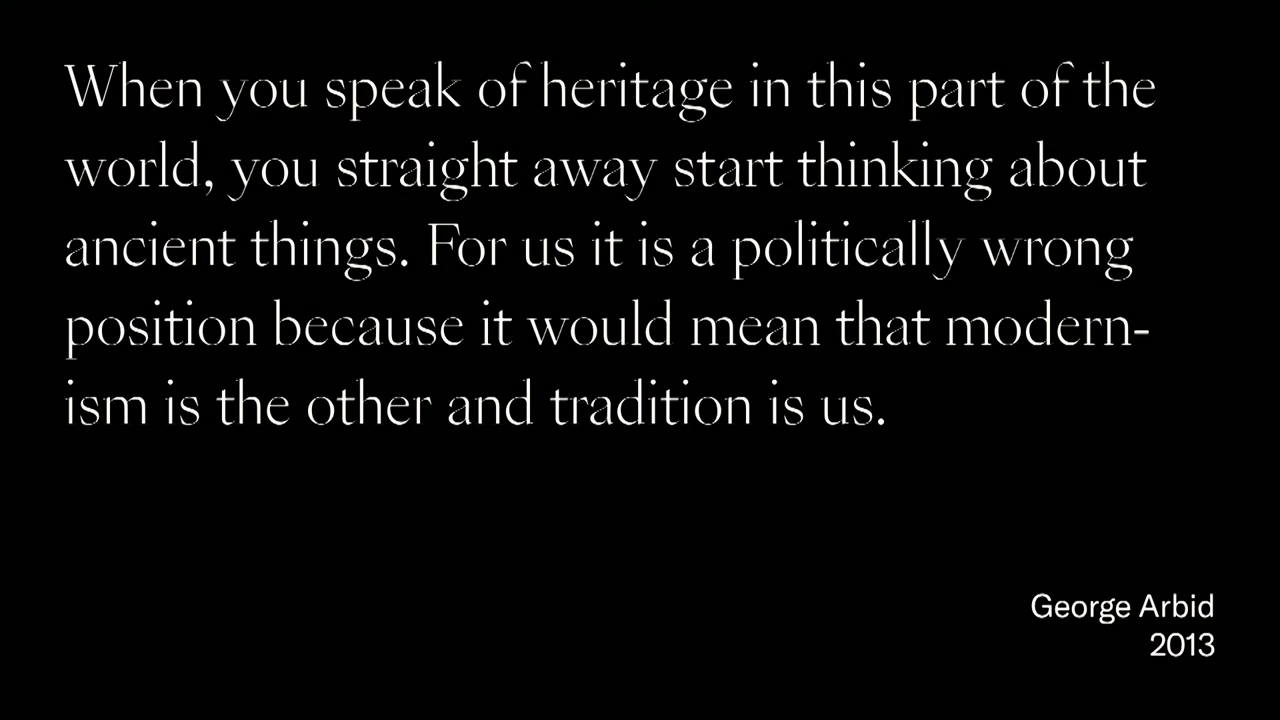 When you speak of heritage in this part of the
world, you straight away start thinking about
ancient things. For us it is a politically wrong
position because it would mean that modern-
ism is the other and tradition is us.
George Arbid
2013